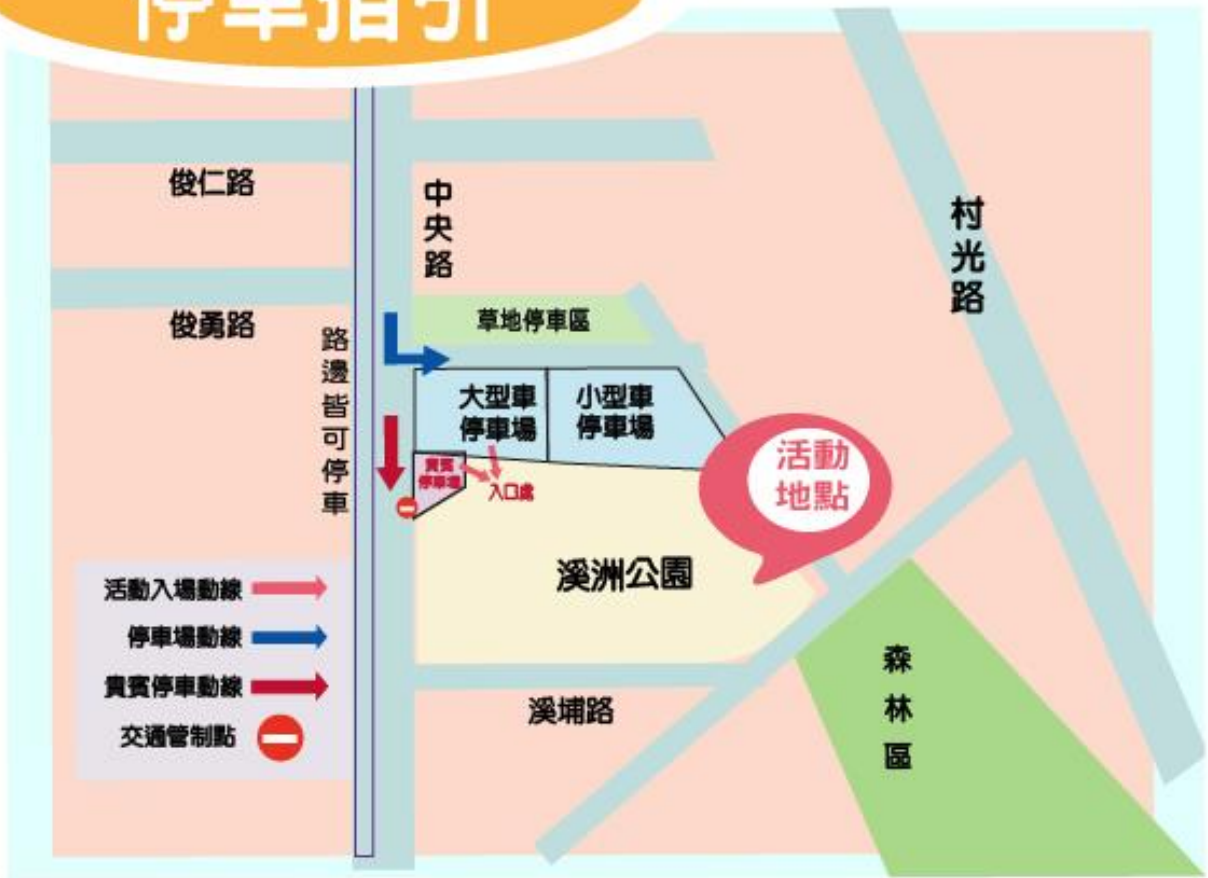 停車指引
俊仁路
中央路
村光路
俊勇路
草地停車區
路邊皆可停車
大型車
停車場
小型車
停車場
活動
地點
貴賓
停車場
入口處
溪洲公園
活動入場動線
停車場動線
貴賓停車動線
交通管制點
溪埔路
森林區